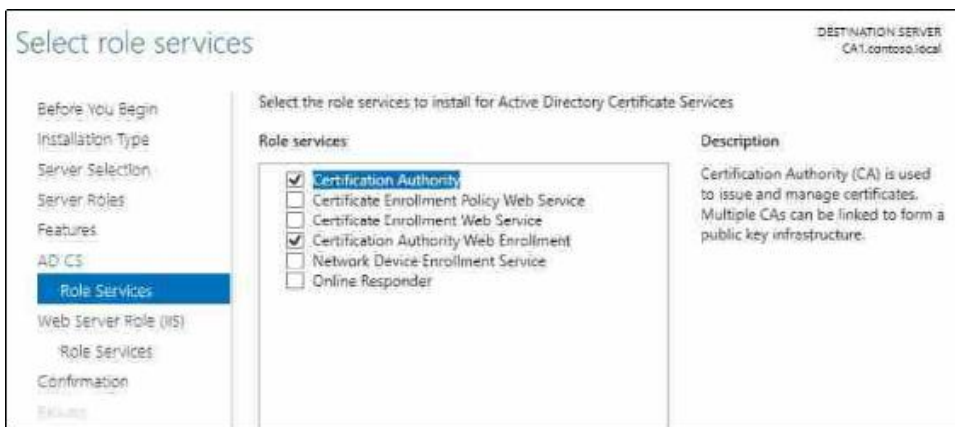 Select role services
DESTINATION SERVER
CA1.contoso.local
Before You Begin
Installation Type
Server Selection
Server Roles
Features
AD CS
Role Services
Web Server Role (IIS)
Role Services
Confirmation
Results
Select the role services to install for Active Directory Certificate Services
Role services
Certification Authority
Certificate Enrollment Policy Web Service
Certificate Enrollment Web Service
Certification Authority Web Enrollment
Network Device Enrollment Service
Online Responder
Description
Certification Authority (CA) is used
to issue and manage certificates.
Multiple CAs can be linked to form a
public key infrastructure.